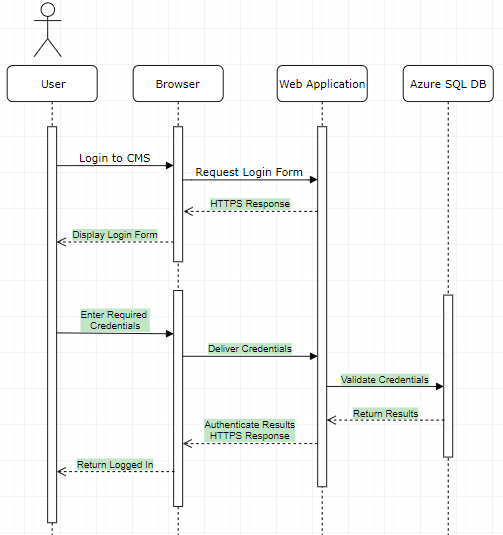 User
Browser
Web Application
Azure SQL DB
Login to CMS
Request Login Form
HTTPS Response
Display Login Form
Enter Required
Credentials
Deliver Credentials
Validate Credentials
Return Results
Authenticate Results
HTTPS Response
Return Logged In